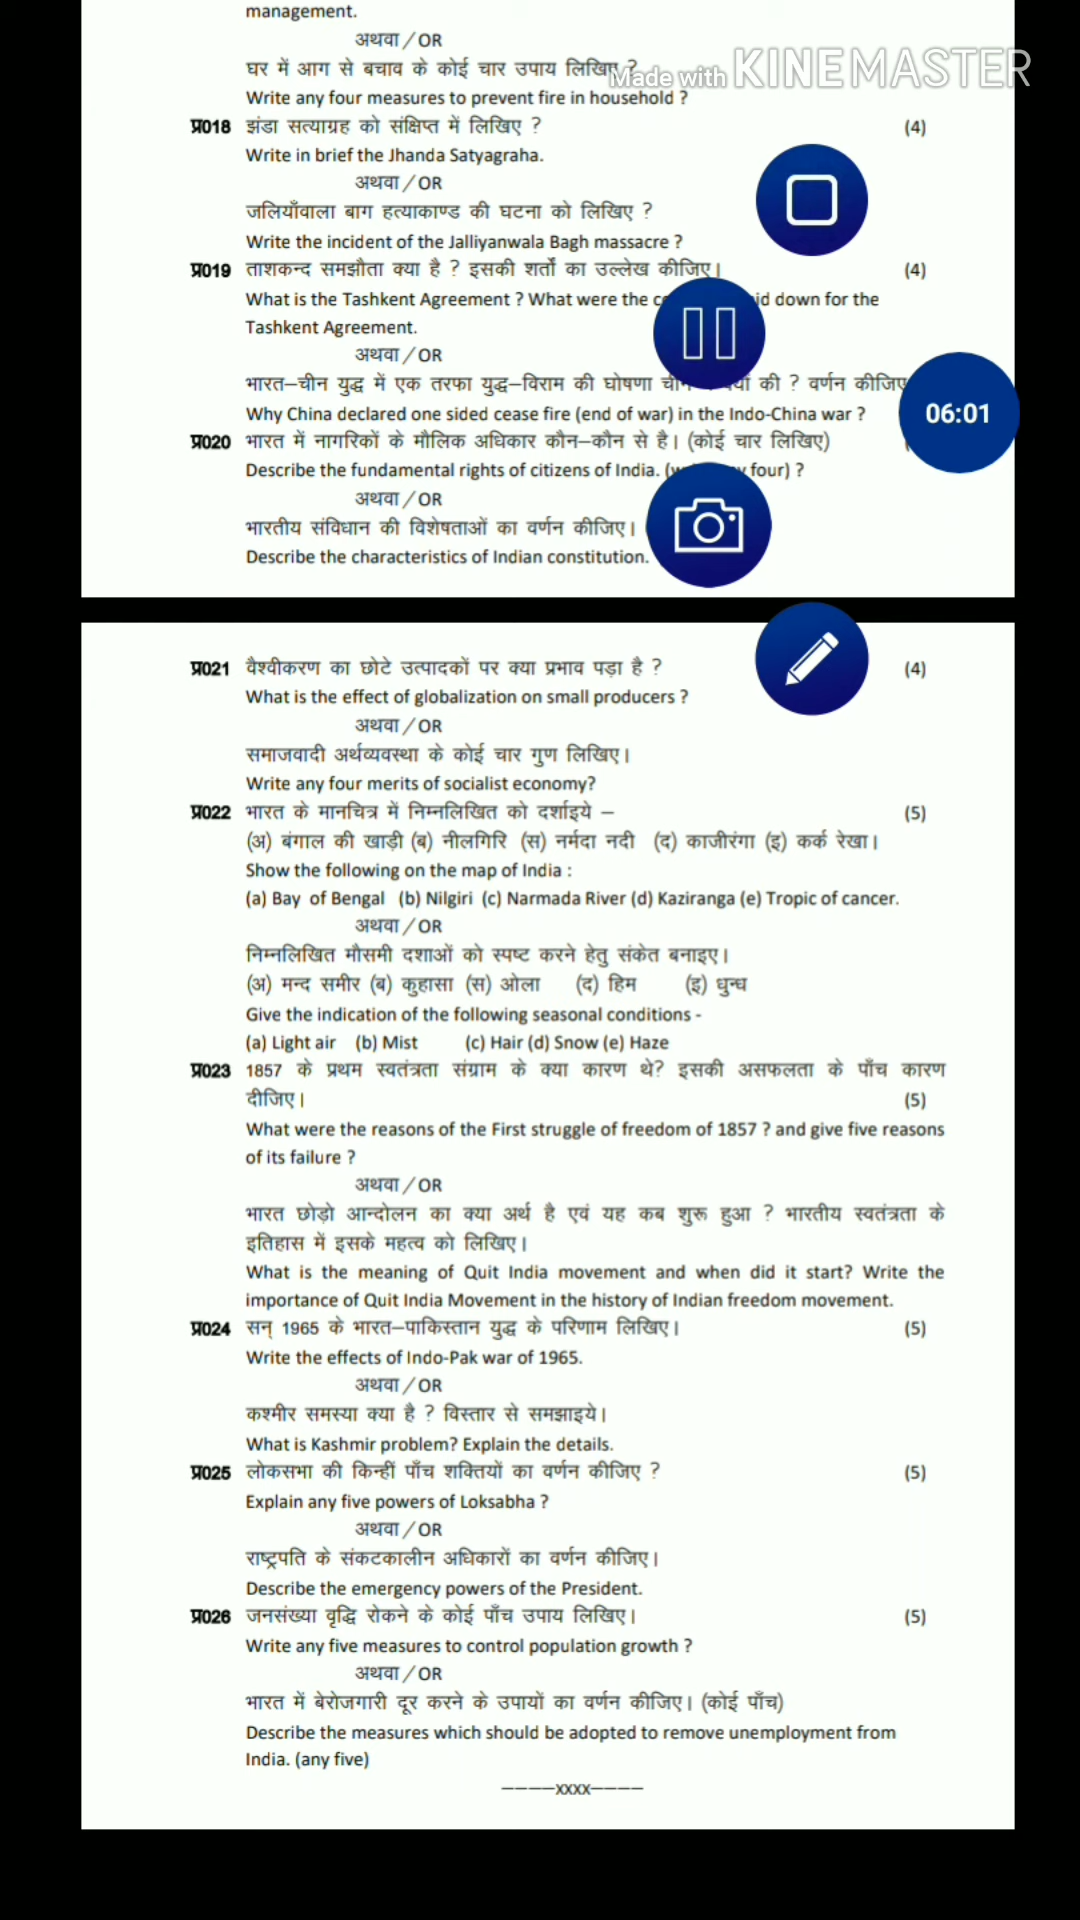 management.
अथवा/OR
घर में आग से बचाव के कोई चार उपाय लिखिए ?
Made with KINEMASTER
Write any four measures to prevent fire in household ?
प्र018 झंडा सत्याग्रह को संक्षिप्त में लिखिए ? (4)
Write in brief the Jhanda Satyagraha.
अथवा/OR
जलियाँवाला बाग हत्याकाण्ड की घटना को लिखिए ?
Write the incident of the Jalliyanwala Bagh massacre ?
प्र019 ताशकन्द समझौता क्या है ? इसकी शर्तों का उल्लेख कीजिए। (4)
What is the Tashkent Agreement ? What were the down for the
Tashkent Agreement.
अथवा/OR
भारत–चीन युद्ध में एक तरफा युद्ध–विराम की घोषणा की ? वर्णन कीजिए
Why China declared one sided cease fire (end of war) in the Indo-China war ?
06:01
प्र020 भारत में नागरिकों के मौलिक अधिकार कौन–कौन से है। (कोई चार लिखिए)
Describe the fundamental rights of citizens of India. four) ?
अथवा/OR
भारतीय संविधान की विशेषताओं का वर्णन कीजिए।
Describe the characteristics of Indian constitution.
प्र021 वैश्वीकरण का छोटे उत्पादकों पर क्या प्रभाव पड़ा है ? (4)
What is the effect of globalization on small producers ?
अथवा/OR
समाजवादी अर्थव्यवस्था के कोई चार गुण लिखिए।
Write any four merits of socialist economy?
प्र022 भारत के मानचित्र में निम्नलिखित को दर्शाइये – (5)
(अ) बंगाल की खाड़ी (ब) नीलगिरि (स) नर्मदा नदी (द) काजीरंगा (इ) कर्क रेखा।
Show the following on the map of India :
(a) Bay of Bengal (b) Nilgiri (c) Narmada River (d) Kaziranga (e) Tropic of cancer.
अथवा/OR
निम्नलिखित मौसमी दशाओं को स्पष्ट करने हेतु संकेत बनाइए।
(अ) मन्द समीर (ब) कुहासा (स) ओला (द) हिम (इ) धुन्ध
Give the indication of the following seasonal conditions -
(a) Light air (b) Mist (c) Hair (d) Snow (e) Haze
प्र023 1857 के प्रथम स्वतंत्रता संग्राम के क्या कारण थे? इसकी असफलता के पाँच कारण
दीजिए। (5)
What were the reasons of the First struggle of freedom of 1857 ? and give five reasons
of its failure ?
अथवा/OR
भारत छोड़ो आन्दोलन का क्या अर्थ है एवं यह कब शुरू हुआ ? भारतीय स्वतंत्रता के
इतिहास में इसके महत्व को लिखिए।
What is the meaning of Quit India movement and when did it start? Write the
importance of Quit India Movement in the history of Indian freedom movement.
प्र024 सन् 1965 के भारत–पाकिस्तान युद्ध के परिणाम लिखिए। (5)
Write the effects of Indo-Pak war of 1965.
अथवा/OR
कश्मीर समस्या क्या है ? विस्तार से समझाइये।
What is Kashmir problem? Explain the details.
प्र025 लोकसभा की किन्हीं पाँच शक्तियों का वर्णन कीजिए ? (5)
Explain any five powers of Loksabha ?
अथवा/OR
राष्ट्रपति के संकटकालीन अधिकारों का वर्णन कीजिए।
Describe the emergency powers of the President.
प्र026 जनसंख्या वृद्धि रोकने के कोई पाँच उपाय लिखिए। (5)
Write any five measures to control population growth ?
अथवा/OR
भारत में बेरोजगारी दूर करने के उपायों का वर्णन कीजिए। (कोई पाँच)
Describe the measures which should be adopted to remove unemployment from
India. (any five)
––––xxxx––––